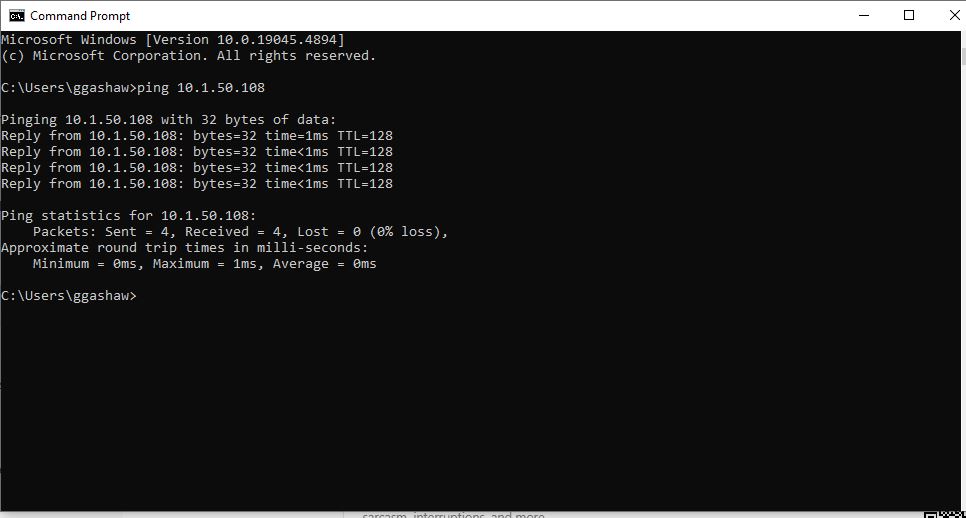 Command Prompt
Microsoft Windows [Version 10.0.19045.4894]
(c) Microsoft Corporation. All rights reserved.
C:\Users\ggashaw>ping 10.1.50.108
Pinging 10.1.50.108 with 32 bytes of data:
Reply from 10.1.50.108: bytes=32 time=1ms TTL=128
Reply from 10.1.50.108: bytes=32 time<1ms TTL=128
Reply from 10.1.50.108: bytes=32 time<1ms TTL=128
Reply from 10.1.50.108: bytes=32 time<1ms TTL=128
Ping statistics for 10.1.50.108:
    Packets: Sent = 4, Received = 4, Lost = 0 (0% loss),
Approximate round trip times in milli-seconds:
    Minimum = 0ms, Maximum = 1ms, Average = 0ms
C:\Users\ggashaw>
sarcasm, interruptions, and more